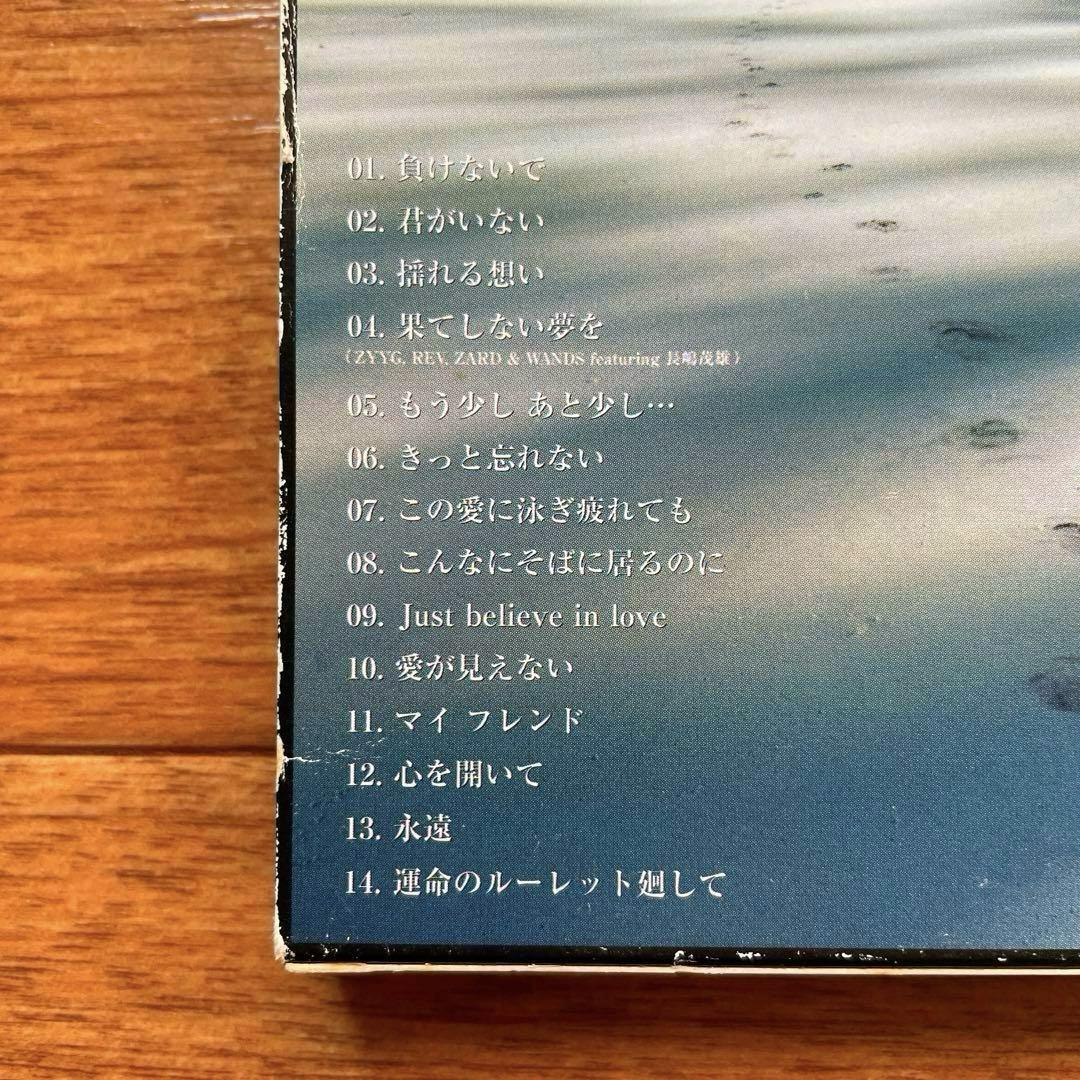 01. 負けないで
02. 君がいない
03. 揺れる想い
04. 果てしない夢を
(ZYYG, REV, ZARD & WANDS featuring 長嶋茂雄)
05. もう少し あと少し…
06. きっと忘れない
07. この愛に泳ぎ疲れても
08. こんなにそばに居るのに
09. Just believe in love
10. 愛が見えない
11. マイ フレンド
12. 心を開いて
13. 永遠
14. 運命のルーレット廻して